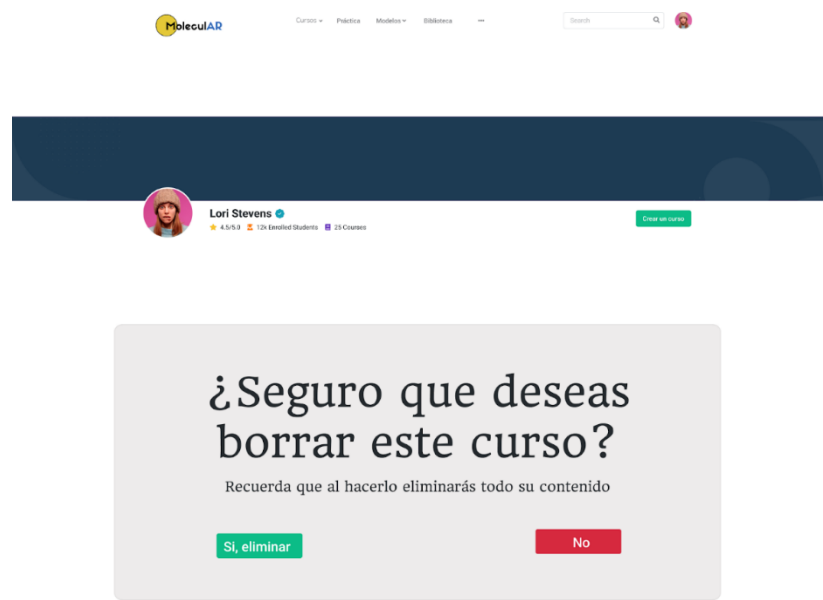 MoleculAR
Cursos Práctica Modelos Biblioteca ••• Search
Lori Stevens
4.5/5.0 12k Enrolled Students 25 Courses
Crear un curso
¿Seguro que deseas
borrar este curso?
Recuerda que al hacerlo eliminarás todo su contenido
Si, eliminar No